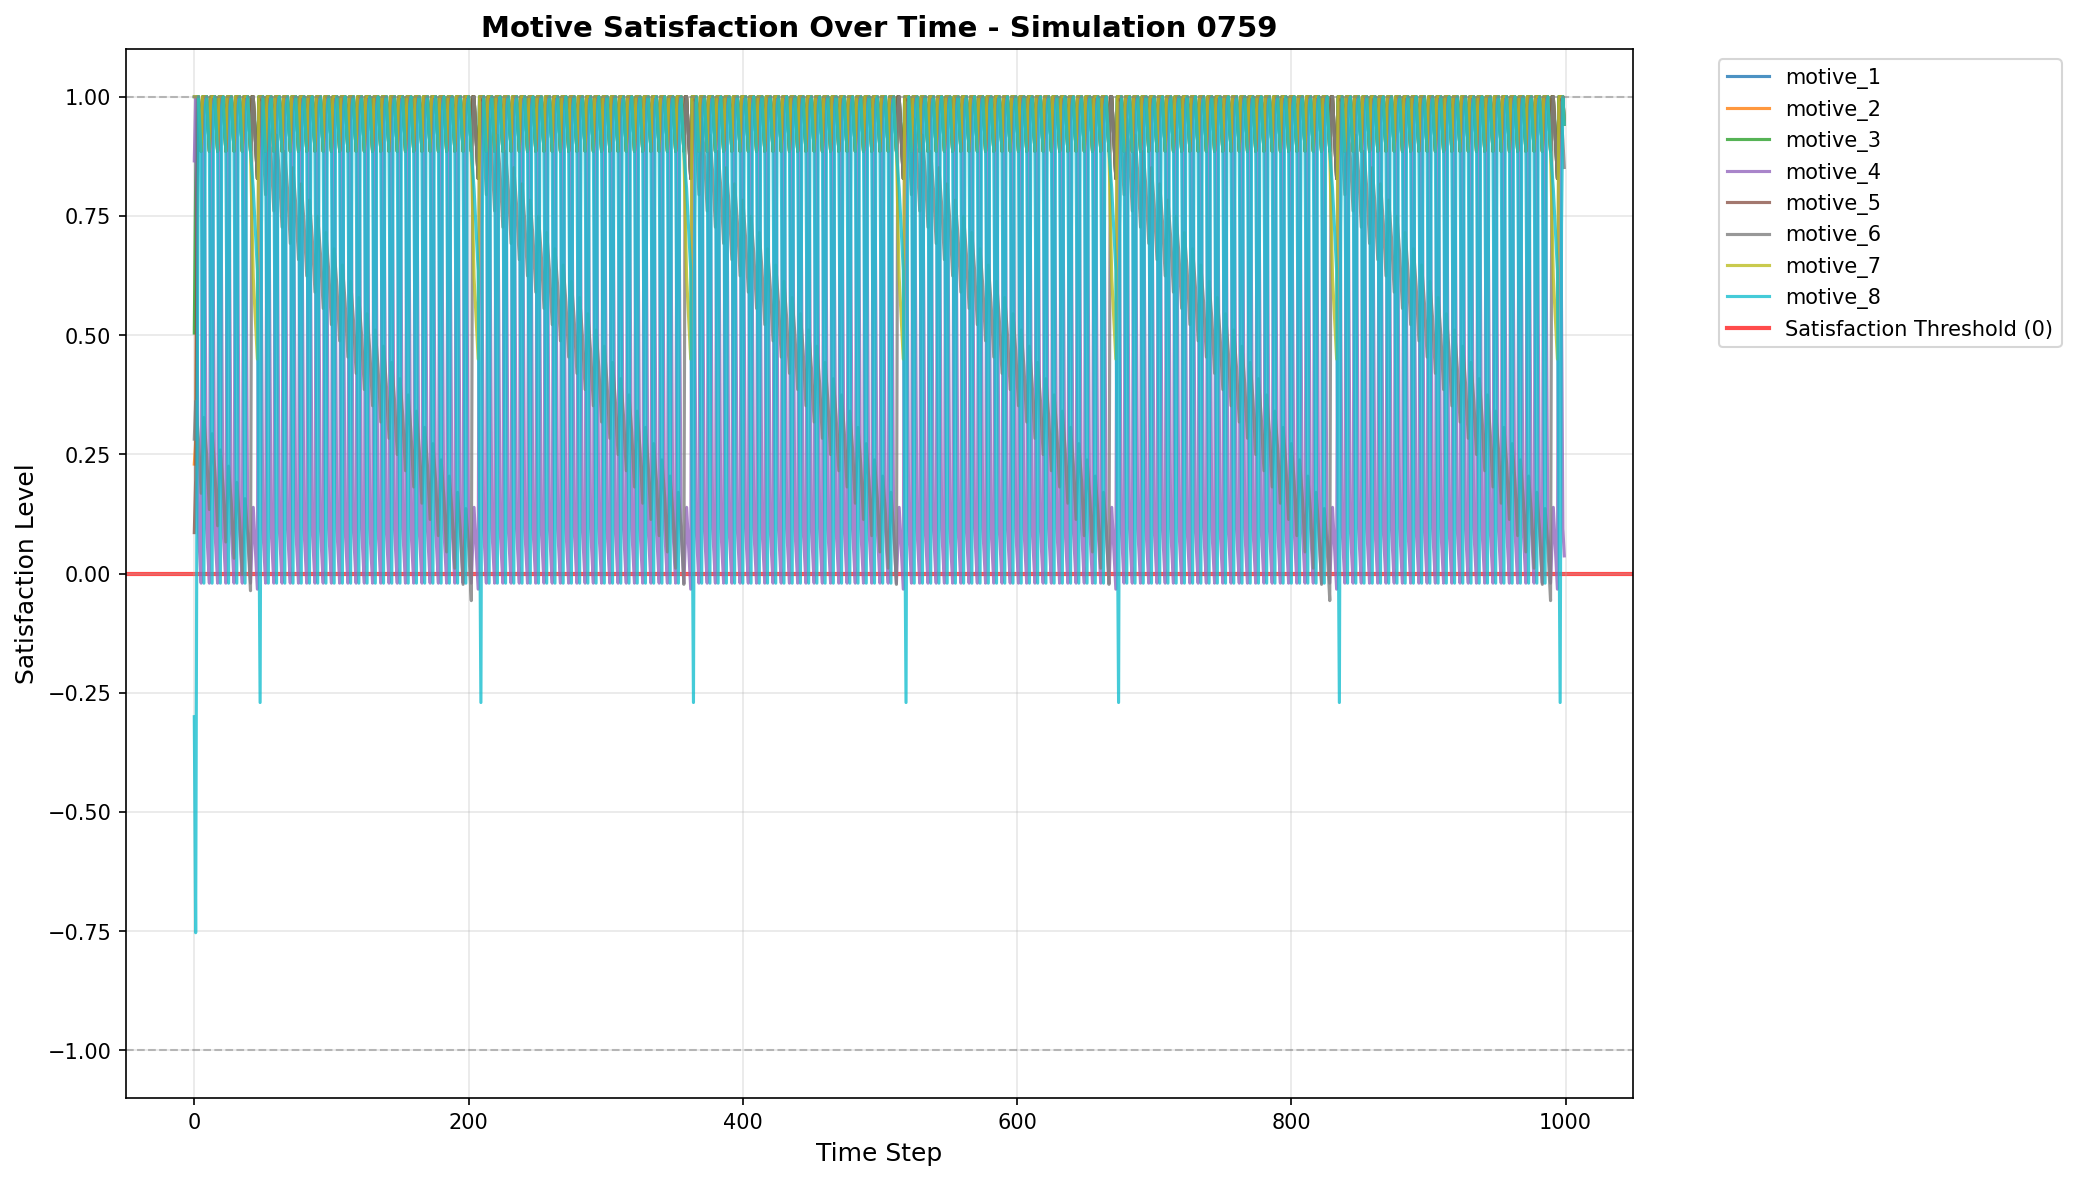 Motive Satisfaction Over Time - Simulation 0759
Satisfaction Level
1.00
0.75
0.50
0.25
0.00
−0.25
−0.50
−0.75
−1.00
0
200
400
600
800
1000
Time Step
motive_1
motive_2
motive_3
motive_4
motive_5
motive_6
motive_7
motive_8
Satisfaction Threshold (0)